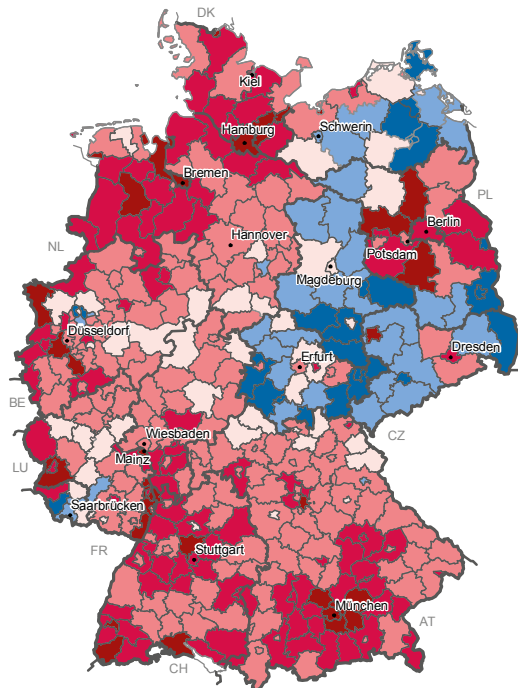 DK
Kiel
Schwerin
Hamburg
Bremen
PL
Berlin
Hannover
NL
Potsdam
Magdeburg
Düsseldorf
Dresden
Erfurt
BE
Wiesbaden
CZ
Mainz
LU
Saarbrücken
FR
Stuttgart
München
AT
CH